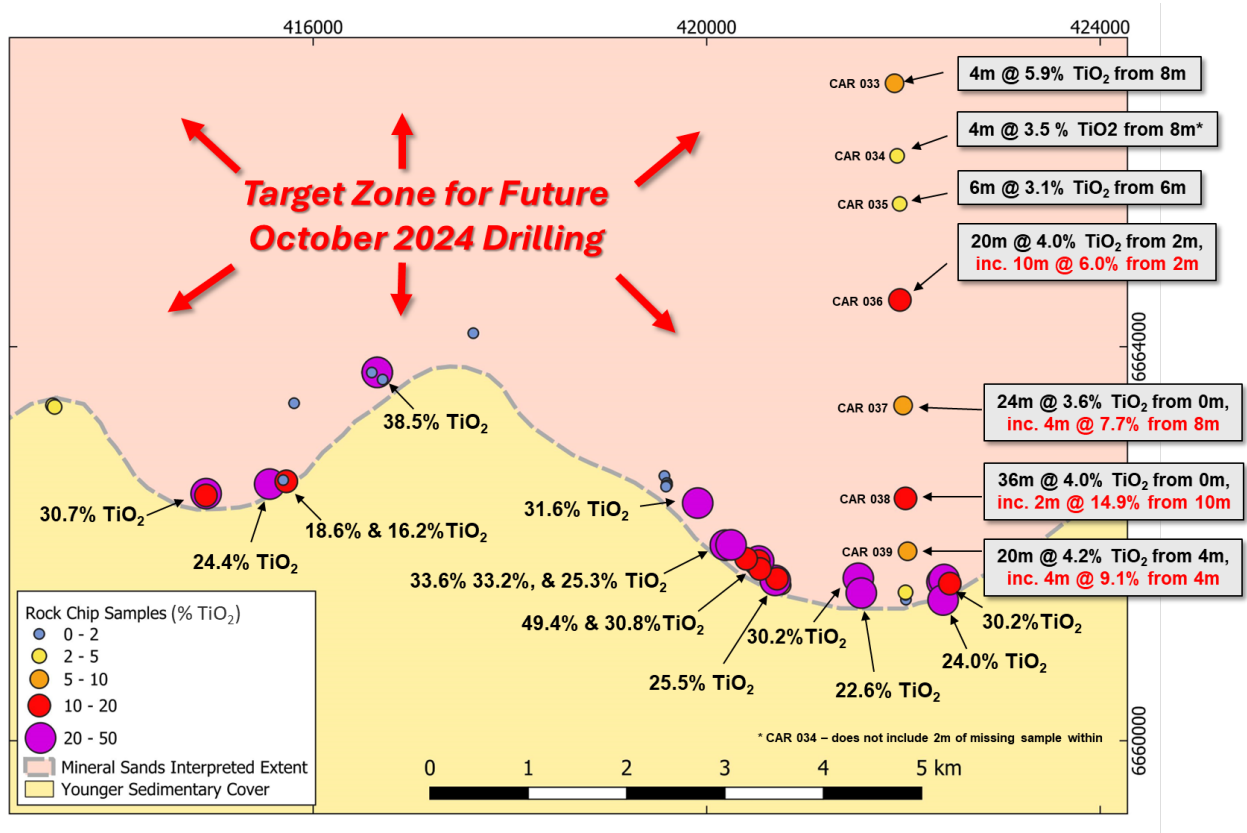 416000
420000
424000
CAR 033
4m @ 5.9% TiO₂ from 8m
CAR 034
4m @ 3.5 % TiO2 from 8m*
CAR 035
6m @ 3.1% TiO₂ from 6m
Target Zone for Future
October 2024 Drilling
CAR 036
20m @ 4.0% TiO₂ from 2m,
inc. 10m @ 6.0% from 2m
6664000
CAR 037
24m @ 3.6% TiO₂ from 0m,
inc. 4m @ 7.7% from 8m
38.5% TiO₂
CAR 038
36m @ 4.0% TiO₂ from 0m,
inc. 2m @ 14.9% from 10m
30.7% TiO₂
31.6% TiO₂
18.6% & 16.2%TiO₂
CAR 039
20m @ 4.2% TiO₂ from 4m,
inc. 4m @ 9.1% from 4m
24.4% TiO₂
33.6% 33.2%, & 25.3% TiO₂
49.4% & 30.8%TiO₂
30.2%TiO₂
30.2%TiO₂
24.0% TiO₂
25.5% TiO₂
22.6% TiO₂
Rock Chip Samples (% TiO₂)
0 - 2
2 - 5
5 - 10
10 - 20
20 - 50
Mineral Sands Interpreted Extent
Younger Sedimentary Cover
* CAR 034 – does not include 2m of missing sample within
6660000
0 1 2 3 4 5 km